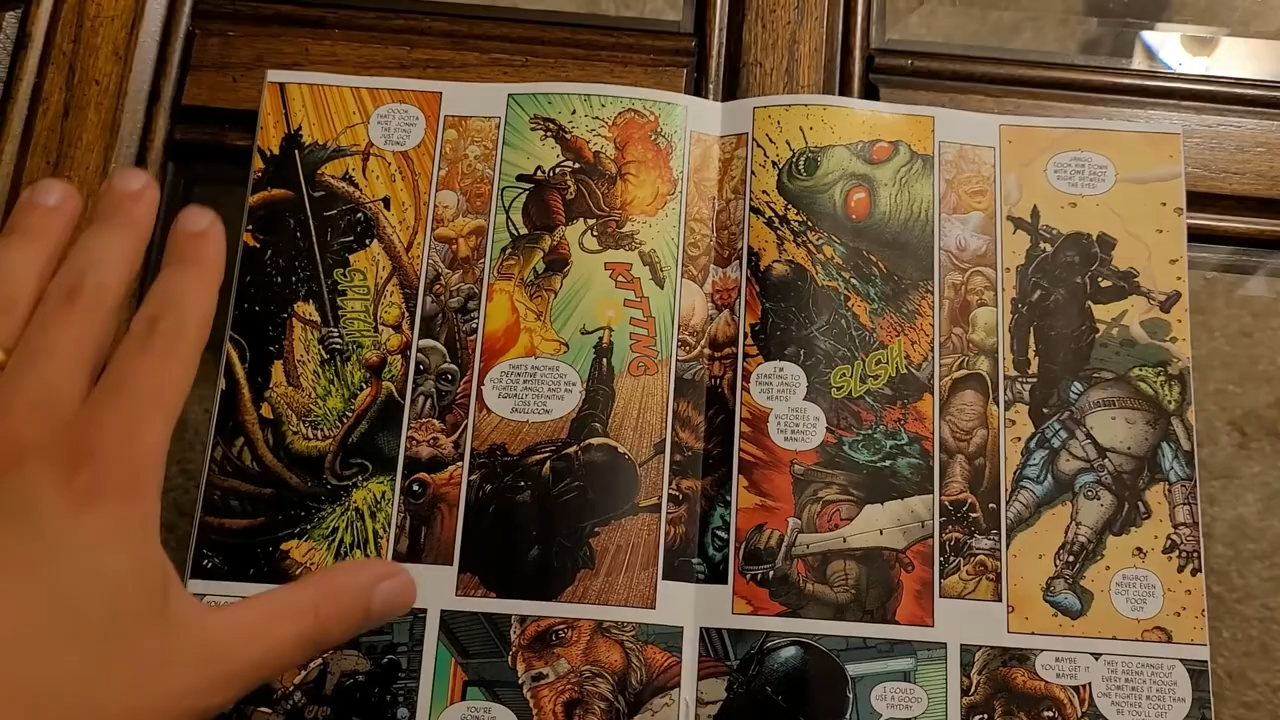 OOOH,
THAT'S GOTTA
HURT. JONNY
THE STING
JUST GOT
STUNG.
SPLTCH!
KTTTNG
THAT'S ANOTHER
DEFINITIVE VICTORY
FOR OUR MYSTERIOUS NEW
FIGHTER JANGO, AND AN
EQUALLY DEFINITIVE
LOSS FOR
SKULLICON!
I'M
STARTING TO
THINK JANGO
JUST HATES
HEADS!
THREE
VICTORIES IN
A ROW FOR
THE MANDO
MANIAC!
SLSH
JANGO
TOOK HIM DOWN
WITH ONE SHOT.
RIGHT BETWEEN
THE EYES!
BIGBOT
NEVER EVEN
GOT CLOSE.
POOR
GUY.
YOU'RE
GOING UP
I COULD
USE A GOOD
PAYDAY.
MAYBE
YOU'LL GET IT.
MAYBE.
THEY DO CHANGE UP
THE ARENA LAYOUT
EVERY MATCH THOUGH.
SOMETIMES IT HELPS
ONE FIGHTER MORE THAN
ANOTHER. COULD
BE YOU'LL GET